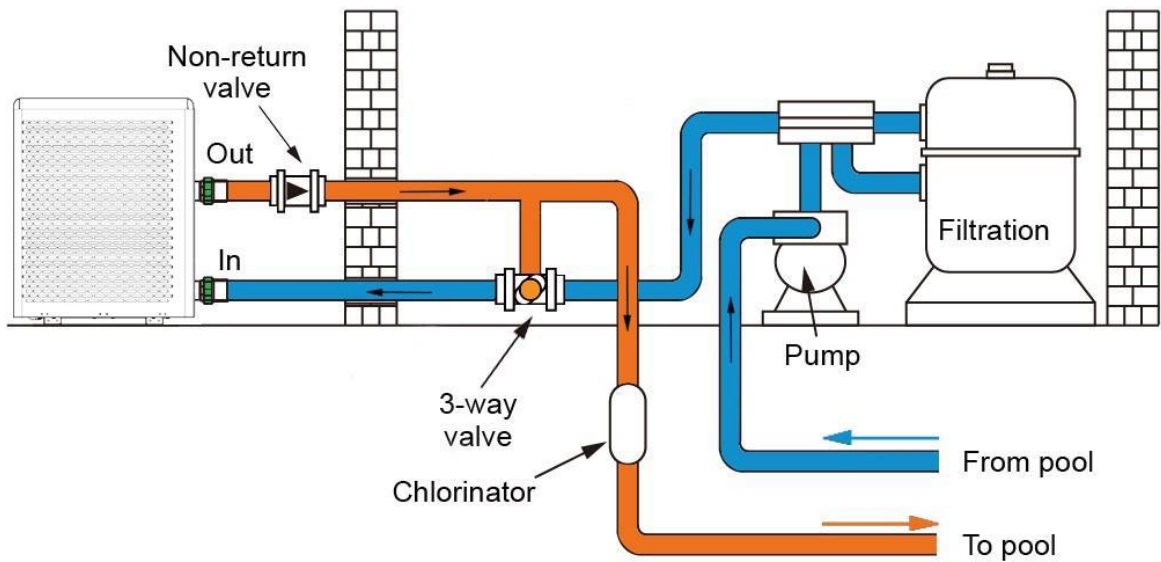 Non-return
valve
Out
In
3-way
valve
Chlorinator
Pump
Filtration
From pool
To pool